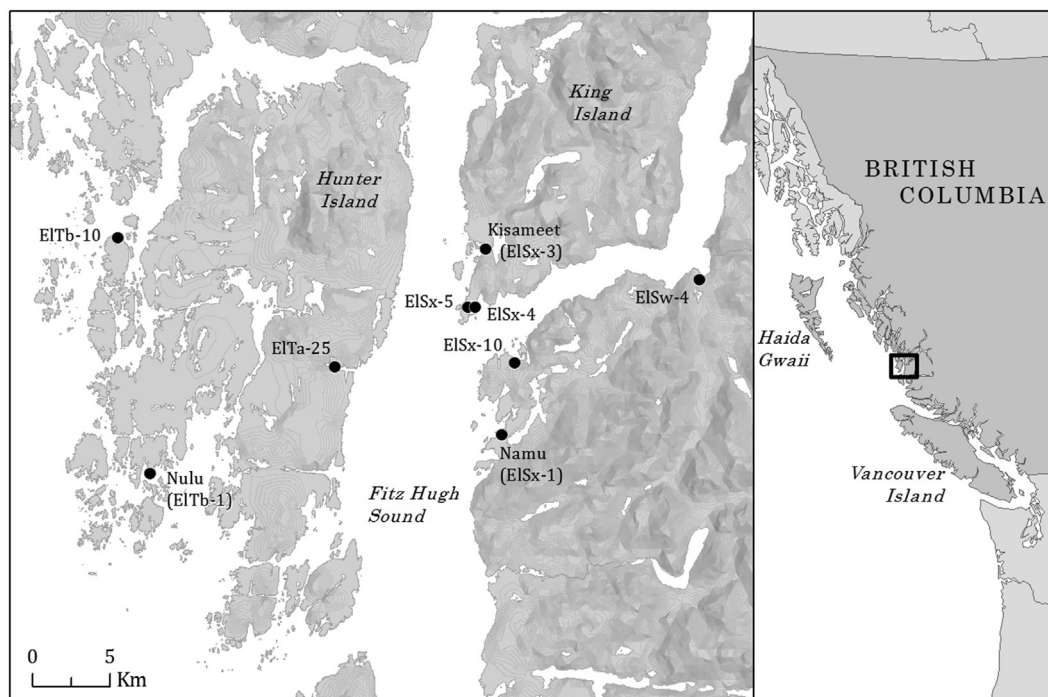 King
Island
Hunter
Island
ElTb-10
Kisameet
(ElSx-3)
ElSw-4
ElSx-5
ElSx-4
ElSx-10
ElTa-25
Namu
(ElSx-1)
Nulu
(ElTb-1)
Fitz Hugh
Sound
0 5
Km
BRITISH
COLUMBIA
Haida
Gwaii
Vancouver
Island